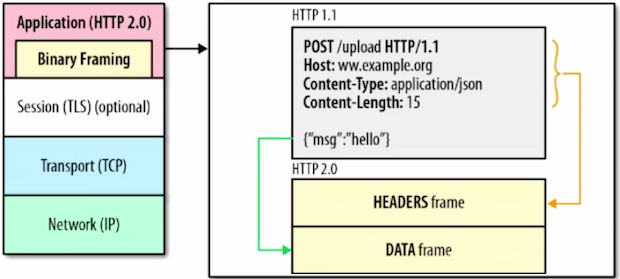 Application (HTTP 2.0)
Binary Framing
Session (TLS) (optional)
Transport (TCP)
Network (IP)
HTTP 1.1
POST /upload HTTP/1.1
Host: ww.example.org
Content-Type: application/json
Content-Length: 15
{"msg":"hello"}
HTTP 2.0
HEADERS frame
DATA frame